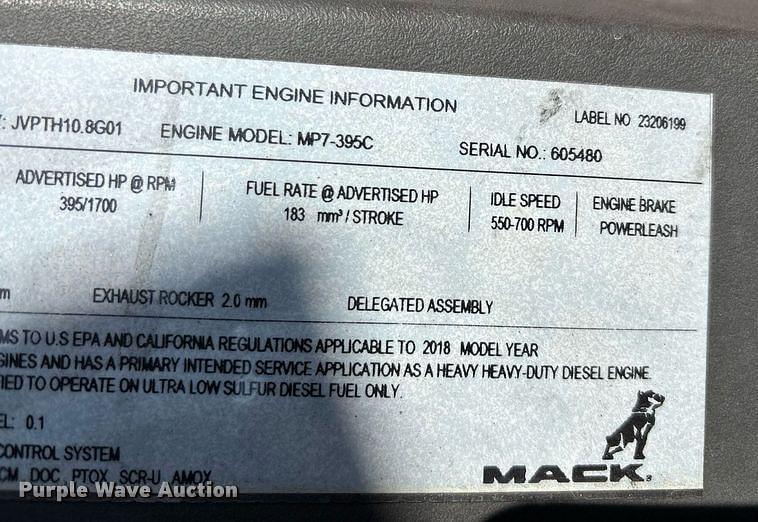 IMPORTANT ENGINE INFORMATION
LABEL NO 23206199
: JVPTH10.8G01 ENGINE MODEL: MP7-395C SERIAL NO.: 605480
ADVERTISED HP @ RPM
395/1700
FUEL RATE @ ADVERTISED HP
183 mm³/ STROKE
IDLE SPEED
550-700 RPM
ENGINE BRAKE
POWERLEASH
m EXHAUST ROCKER 2.0 mm DELEGATED ASSEMBLY
MS TO U.S EPA AND CALIFORNIA REGULATIONS APPLICABLE TO 2018 MODEL YEAR
GINES AND HAS A PRIMARY INTENDED SERVICE APPLICATION AS A HEAVY HEAVY-DUTY DIESEL ENGINE.
IED TO OPERATE ON ULTRA LOW SULFUR DIESEL FUEL ONLY.
EL: 0.1
CONTROL SYSTEM
CM, DOC, PTOX, SCR-U, AMOX
MACK
Purple Wave Auction